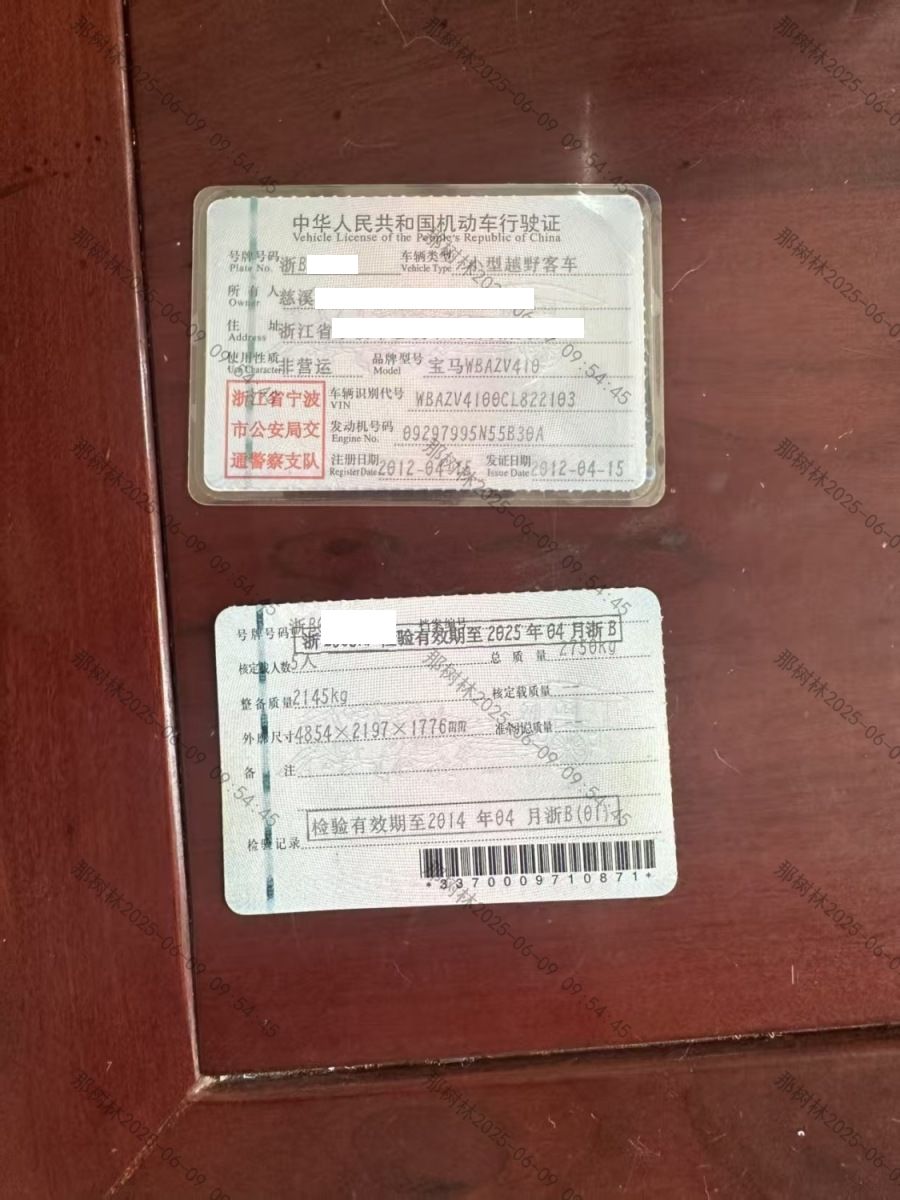 中华人民共和国机动车行驶证
Vehicle License of the People's Republic of China
号牌号码 浙B 车辆类型 小型越野客车
Plate No. Vehicle Type
所有人 慈溪
Owner
住址 浙江省
Address
使用性质 非营运 品牌型号 宝马WBAZV410
Use Character Model
浙江省宁波
市公安局交
通警察支队
车辆识别代号 WBAZV4100CL822103
VIN
发动机号码 09297995N55B30A
Engine No.
注册日期 2012-04-15 发证日期 2012-04-15
Register Date Issue Date
号牌号码 浙B 档案编号
浙 检验有效期至2025年04月浙B
核定载人数 5人 总质量 2750kg
整备质量 2145kg 核定载质量 —
外廓尺寸 4854×2197×1776 准牵引总质量 —
备注
检验有效期至2014年04月浙B(01)
检验记录
*3370009710871*
那树林2025-06-09 09:54:45